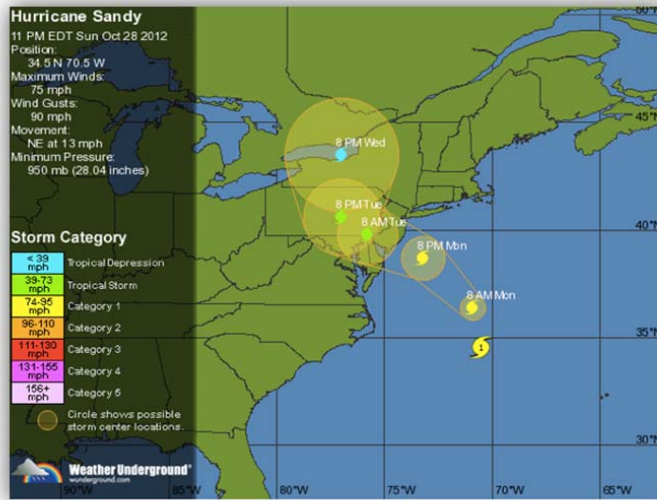 Hurricane Sandy
11 PM EDT Sun Oct 28 2012
Position:
34.5 N 70.5 W
Maximum Winds:
75 mph
Wind Gusts:
90 mph
Movement:
NE at 13 mph
Minimum Pressure:
950 mb (28.04 inches)
Storm Category
< 39 mph Tropical Depression
39-73 mph Tropical Storm
74-95 mph Category 1
96-110 mph Category 2
111-130 mph Category 3
131-155 mph Category 4
156+ mph Category 5
Circle shows possible
storm center locations.
Weather Underground®
wunderground.com
8 PM Wed
8 PM Tue
8 AM Tue
8 PM Mon
8 AM Mon
1
50°N
45°N
40°N
35°N
30°N
90°W
85°W
80°W
75°W
70°W
65°W